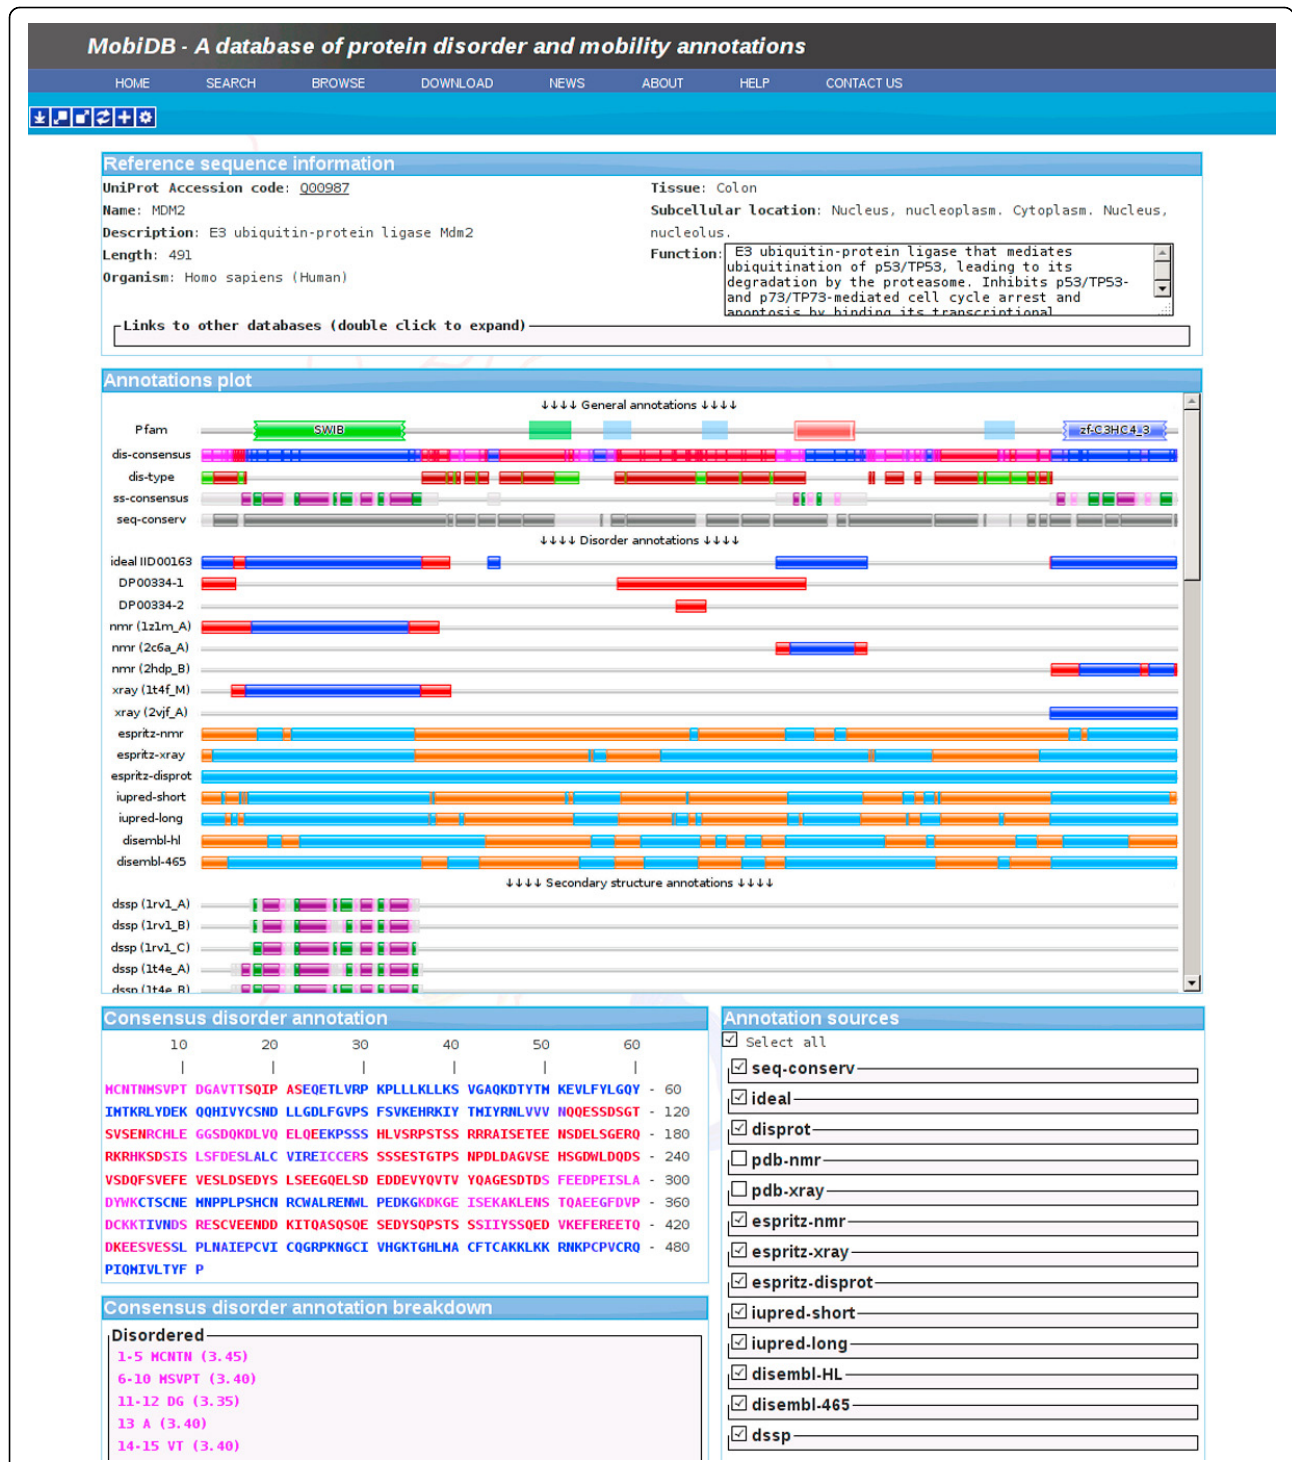 MobiDB - A database of protein disorder and mobility annotations
HOME SEARCH BROWSE DOWNLOAD NEWS ABOUT HELP CONTACT US
Reference sequence information
UniProt Accession code: Q00987
Name: MDM2
Description: E3 ubiquitin-protein ligase Mdm2
Length: 491
Organism: Homo sapiens (Human)
Tissue: Colon
Subcellular location: Nucleus, nucleoplasm. Cytoplasm. Nucleus,
nucleolus.
Function: E3 ubiquitin-protein ligase that mediates
ubiquitination of p53/TP53, leading to its
degradation by the proteasome. Inhibits p53/TP53-
and p73/TP73-mediated cell cycle arrest and
apoptosis by binding its transcriptional
Links to other databases (double click to expand)
Annotations plot
↓↓↓↓ General annotations ↓↓↓↓
Pfam SWIB zf-C3HC4_3
dis-consensus
dis-type
ss-consensus
seq-conserv
↓↓↓↓ Disorder annotations ↓↓↓↓
ideal IID00163
DP00334-1
DP00334-2
nmr (1z1m_A)
nmr (2c6a_A)
nmr (2hdp_B)
xray (1t4f_M)
xray (2vjf_A)
espritz-nmr
espritz-xray
espritz-disprot
iupred-short
iupred-long
disembl-hl
disembl-465
↓↓↓↓ Secondary structure annotations ↓↓↓↓
dssp (1rv1_A)
dssp (1rv1_B)
dssp (1rv1_C)
dssp (1t4e_A)
dssp (1t4e_B)
Consensus disorder annotation
10 20 30 40 50 60
| | | | | |
MCNTNMSVPT DGAVTTSQIP ASEQETLVRP KPLLLKLLKS VGAQKDTYTM KEVLFYLGQY - 60
IMTKRLYDEK QQHIVYCSND LLGDLFGVPS FSVKEHRKIY TMIYRNLVVV NQQESSDSGT - 120
SVSENRCHLE GGSDQKDLVQ ELQEEKPSSS HLVSRPSTSS RRRAISETEE NSDELSGERQ - 180
RKRHKSDSIS LSFDESLALC VIREICCERS SSSESTGTPS NPDLDAGVSE HSGDWLDQDS - 240
VSDQFSVEFE VESLDSEDYS LSEEGQELSD EDDEVYQVTV YQAGESDTDS FEEDPEISLA - 300
DYWKCTSCNE MNPPLPSHCN RCWALRENWL PEDKGKDKGE ISEKAKLENS TQAEEGFDVP - 360
DCKKTIVNDS RESCVEENDD KITQASQSQE SEDYSQPSTS SSIIYSSQED VKEFEREETQ - 420
DKEESVESSL PLNAIEPCVI CQGRPKNGCI VHGKTGHLMA CFTCAKKLKK RNKPCPVCRQ - 480
PIQMIVLTYF P
Consensus disorder annotation breakdown
Disordered
1-5 MCNTN (3.45)
6-10 MSVPT (3.40)
11-12 DG (3.35)
13 A (3.40)
14-15 VT (3.40)
Annotation sources
Select all
seq-conserv
ideal
disprot
pdb-nmr
pdb-xray
espritz-nmr
espritz-xray
espritz-disprot
iupred-short
iupred-long
disembl-HL
disembl-465
dssp